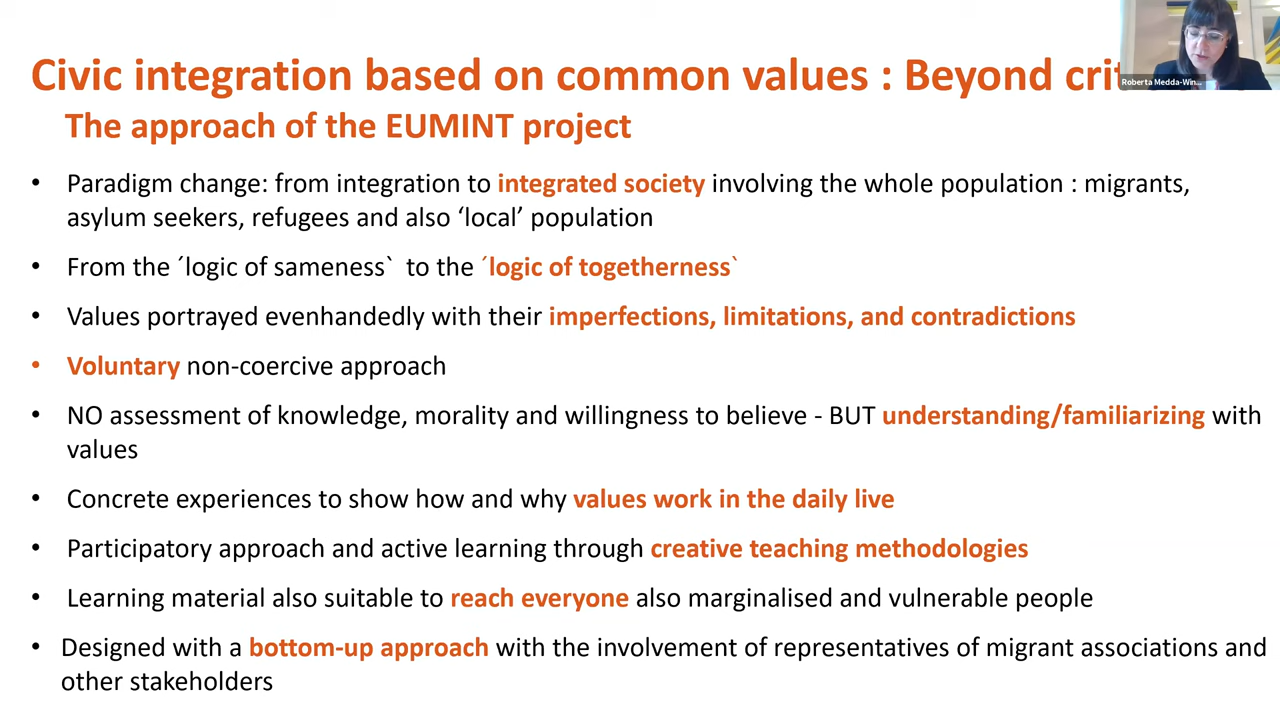 Civic integration based on common values : Beyond
The approach of the EUMINT project
Roberta Medda-Win...
• Paradigm change: from integration to integrated society involving the whole population : migrants,
asylum seekers, refugees and also ‘local’ population
• From the ´logic of sameness` to the ´logic of togetherness`
• Values portrayed evenhandedly with their imperfections, limitations, and contradictions
• Voluntary non-coercive approach
• NO assessment of knowledge, morality and willingness to believe - BUT understanding/familiarizing with
values
• Concrete experiences to show how and why values work in the daily live
• Participatory approach and active learning through creative teaching methodologies
• Learning material also suitable to reach everyone also marginalised and vulnerable people
• Designed with a bottom-up approach with the involvement of representatives of migrant associations and
other stakeholders